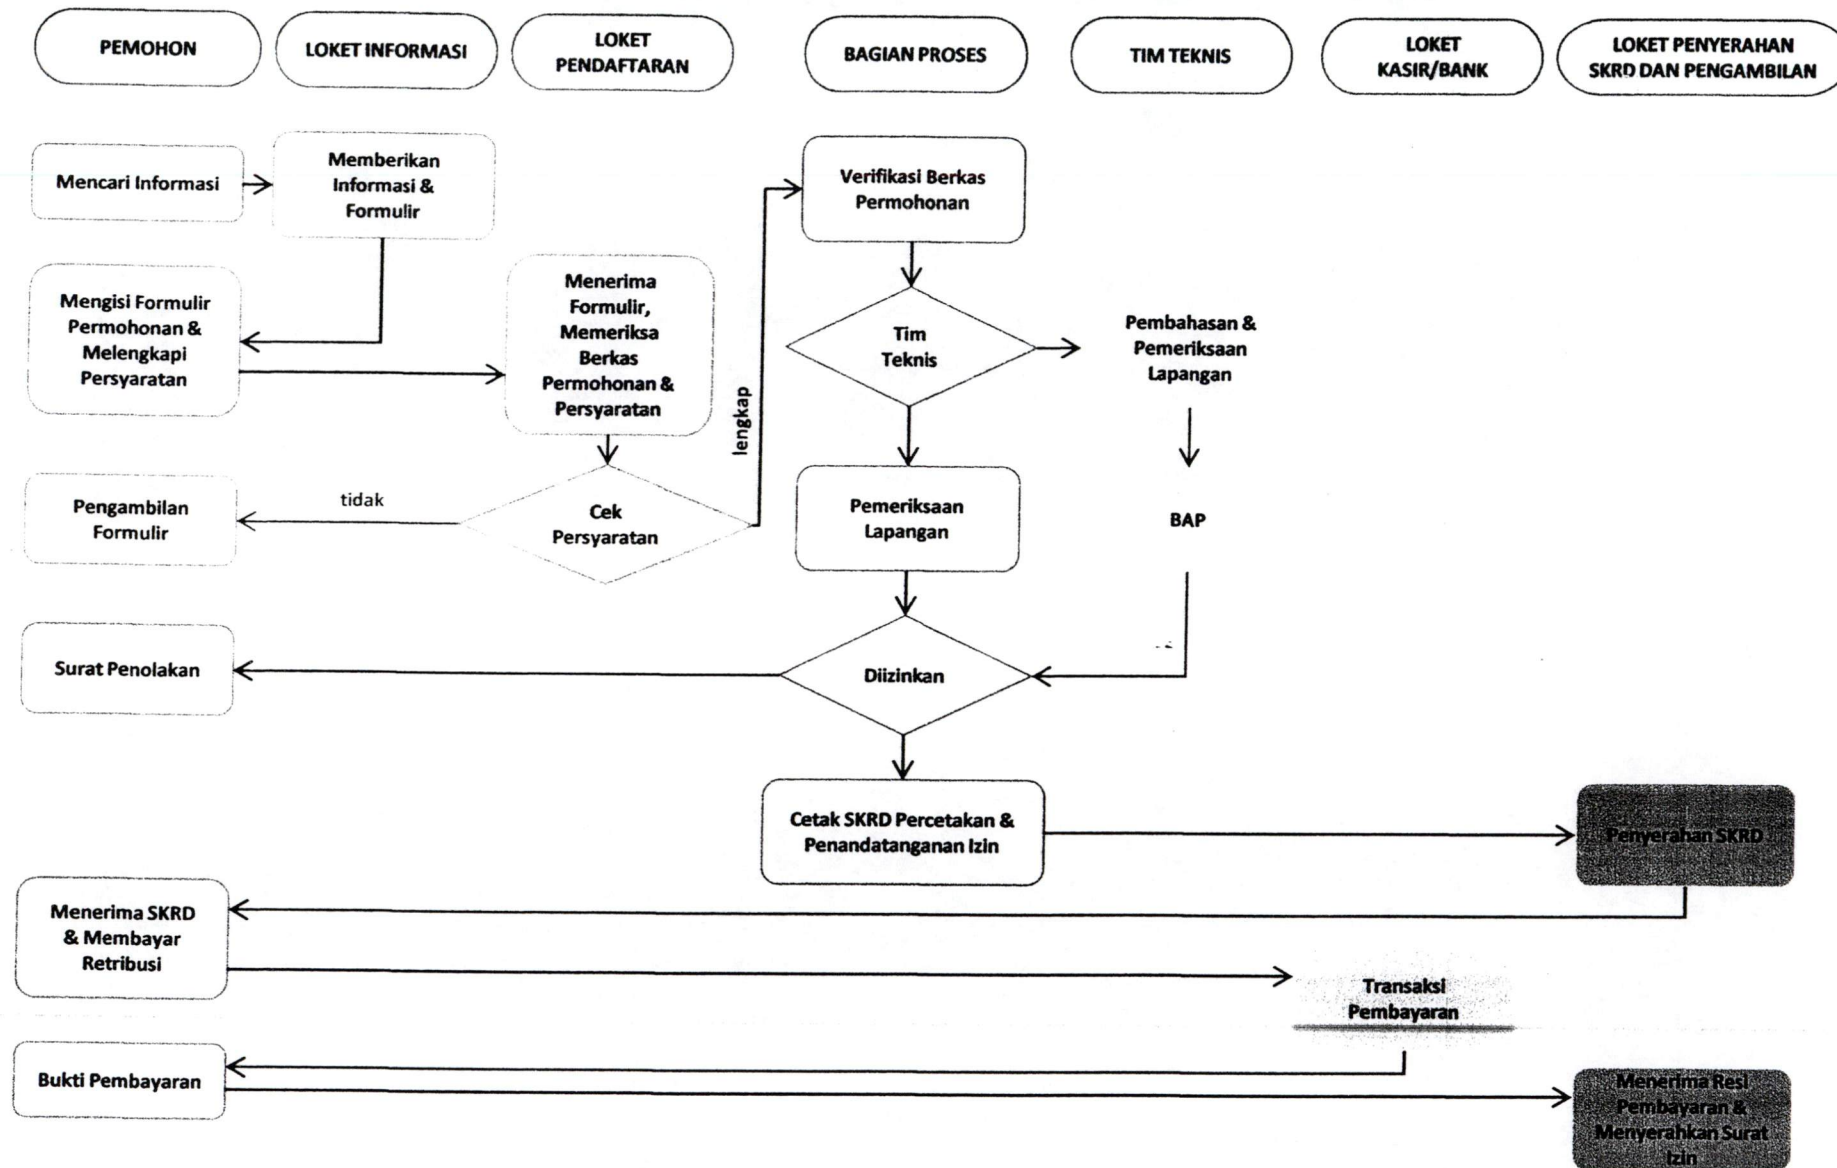 PEMOHON
LOKET INFORMASI
LOKET
PENDAFTARAN
BAGIAN PROSES
TIM TEKNIS
LOKET
KASIR/BANK
LOKET PENYERAHAN
SKRD DAN PENGAMBILAN
Mencari Informasi
Memberikan
Informasi &
Formulir
Verifikasi Berkas
Permohonan
Mengisi Formulir
Permohonan &
Melengkapi
Persyaratan
Menerima
Formulir,
Memeriksa
Berkas
Permohonan &
Persyaratan
lengkap
Tim
Teknis
Pembahasan &
Pemeriksaan
Lapangan
Pengambilan
Formulir
tidak
Cek
Persyaratan
Pemeriksaan
Lapangan
BAP
Surat Penolakan
Diizinkan
Cetak SKRD Percetakan &
Penandatanganan Izin
Penyerahan SKRD
Menerima SKRD
& Membayar
Retribusi
Transaksi
Pembayaran
Bukti Pembayaran
Menerima Resi
Pembayaran &
Menyerahkan Surat
Izin